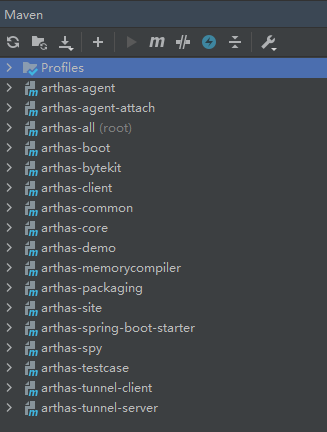 Maven
Profiles
arthas-agent
arthas-agent-attach
arthas-all (root)
arthas-boot
arthas-bytekit
arthas-client
arthas-common
arthas-core
arthas-demo
arthas-memorycompiler
arthas-packaging
arthas-site
arthas-spring-boot-starter
arthas-spy
arthas-testcase
arthas-tunnel-client
arthas-tunnel-server